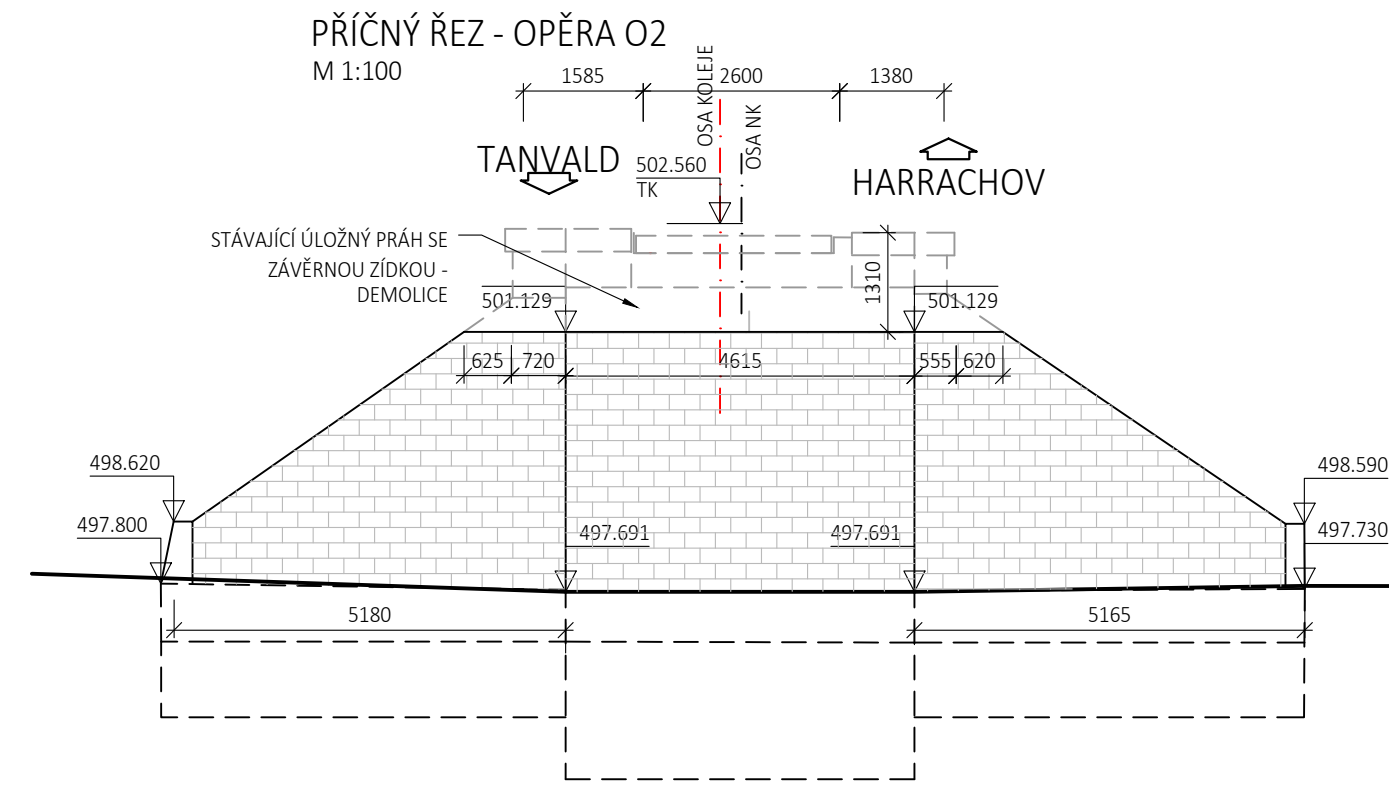 PŘÍČNÝ ŘEZ - OPĚRA O2
M 1:100
1585
2600
1380
OSA KOLEJE
OSA NK
TANVALD
502.560
TK
HARRACHOV
STÁVAJÍCÍ ÚLOŽNÝ PRÁH SE
ZÁVĚRNOU ZÍDKOU -
DEMOLICE
1310
501.129
501.129
625
720
4615
555
620
498.620
498.590
497.800
497.691
497.691
497.730
5180
5165